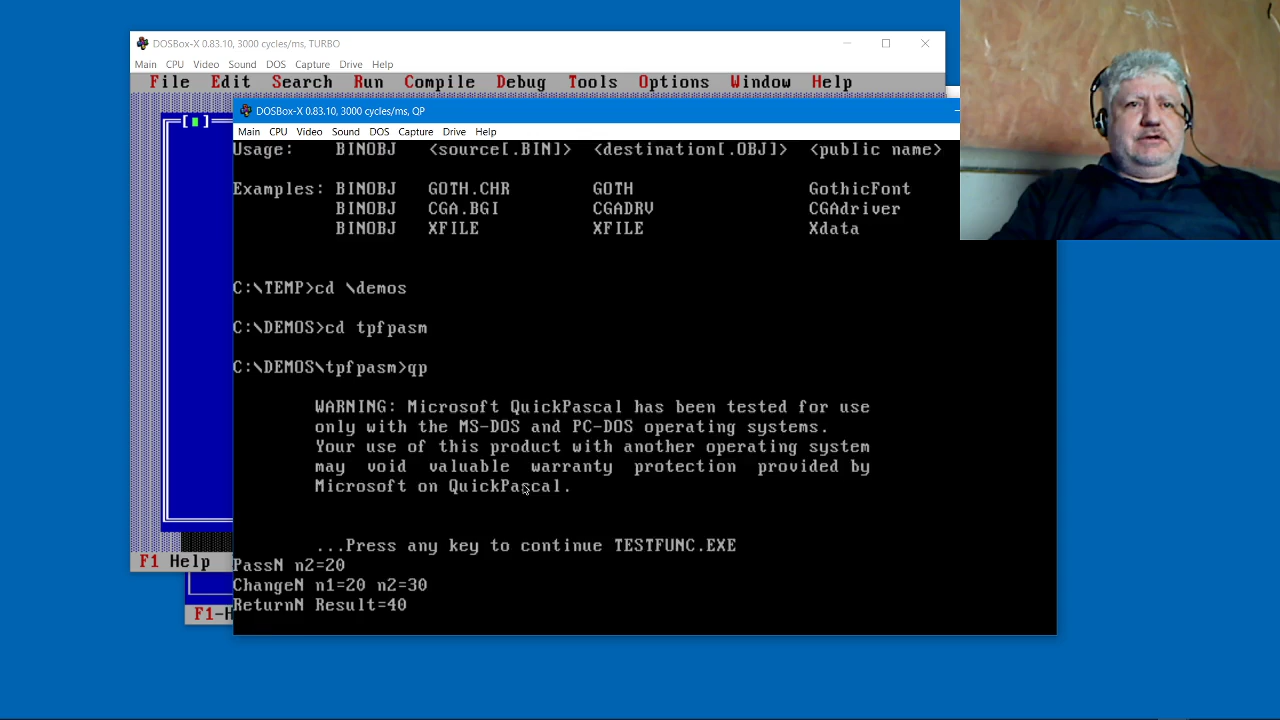 DOSBox-X 0.83.10, 3000 cycles/ms, TURBO
Main CPU Video Sound DOS Capture Drive Help
File Edit Search Run Compile Debug Tools Options Window Help
DOSBox-X 0.83.10, 3000 cycles/ms, QP
Main CPU Video Sound DOS Capture Drive Help
Usage: BINOBJ <source[.BIN]> <destination[.OBJ]> <public name>
Examples: BINOBJ GOTH.CHR GOTH GothicFont
BINOBJ CGA.BGI CGADRV CGAdriver
BINOBJ XFILE XFILE Xdata
C:\TEMP>cd \demos
C:\DEMOS>cd tpfpasm
C:\DEMOS\tpfpasm>qp
WARNING: Microsoft QuickPascal has been tested for use
only with the MS-DOS and PC-DOS operating systems.
Your use of this product with another operating system
may void valuable warranty protection provided by
Microsoft on QuickPascal.
...Press any key to continue TESTFUNC.EXE
PassN n2=20
ChangeN n1=20 n2=30
ReturnN Result=40
F1 Help
F1-H